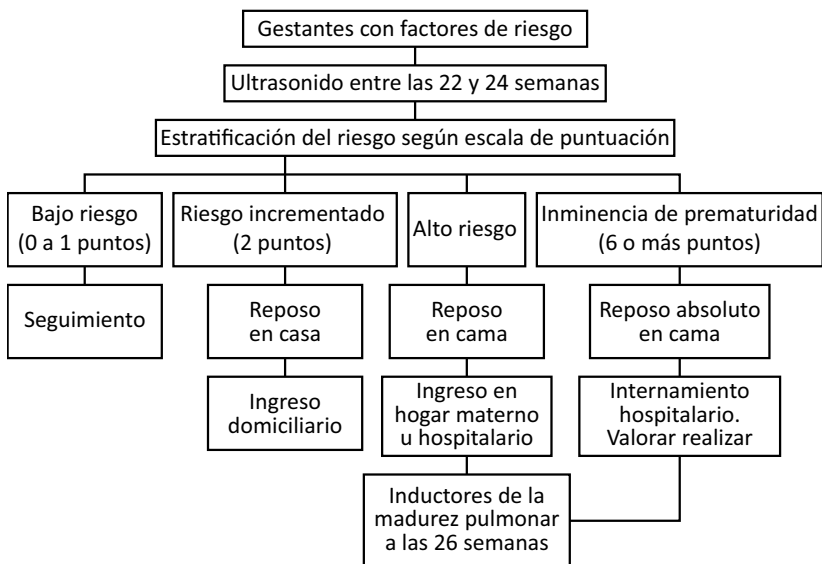 Gestantes con factores de riesgo
Ultrasonido entre las 22 y 24 semanas
Estratificación del riesgo según escala de puntuación
Bajo riesgo
(0 a 1 puntos)
Riesgo incrementado
(2 puntos)
Alto riesgo
Inminencia de prematuridad
(6 o más puntos)
Seguimiento
Reposo
en casa
Reposo
en cama
Reposo absoluto
en cama
Ingreso
domiciliario
Ingreso en
hogar materno
u hospitalario
Internamiento
hospitalario.
Valorar realizar
Inductores de la
madurez pulmonar
a las 26 semanas